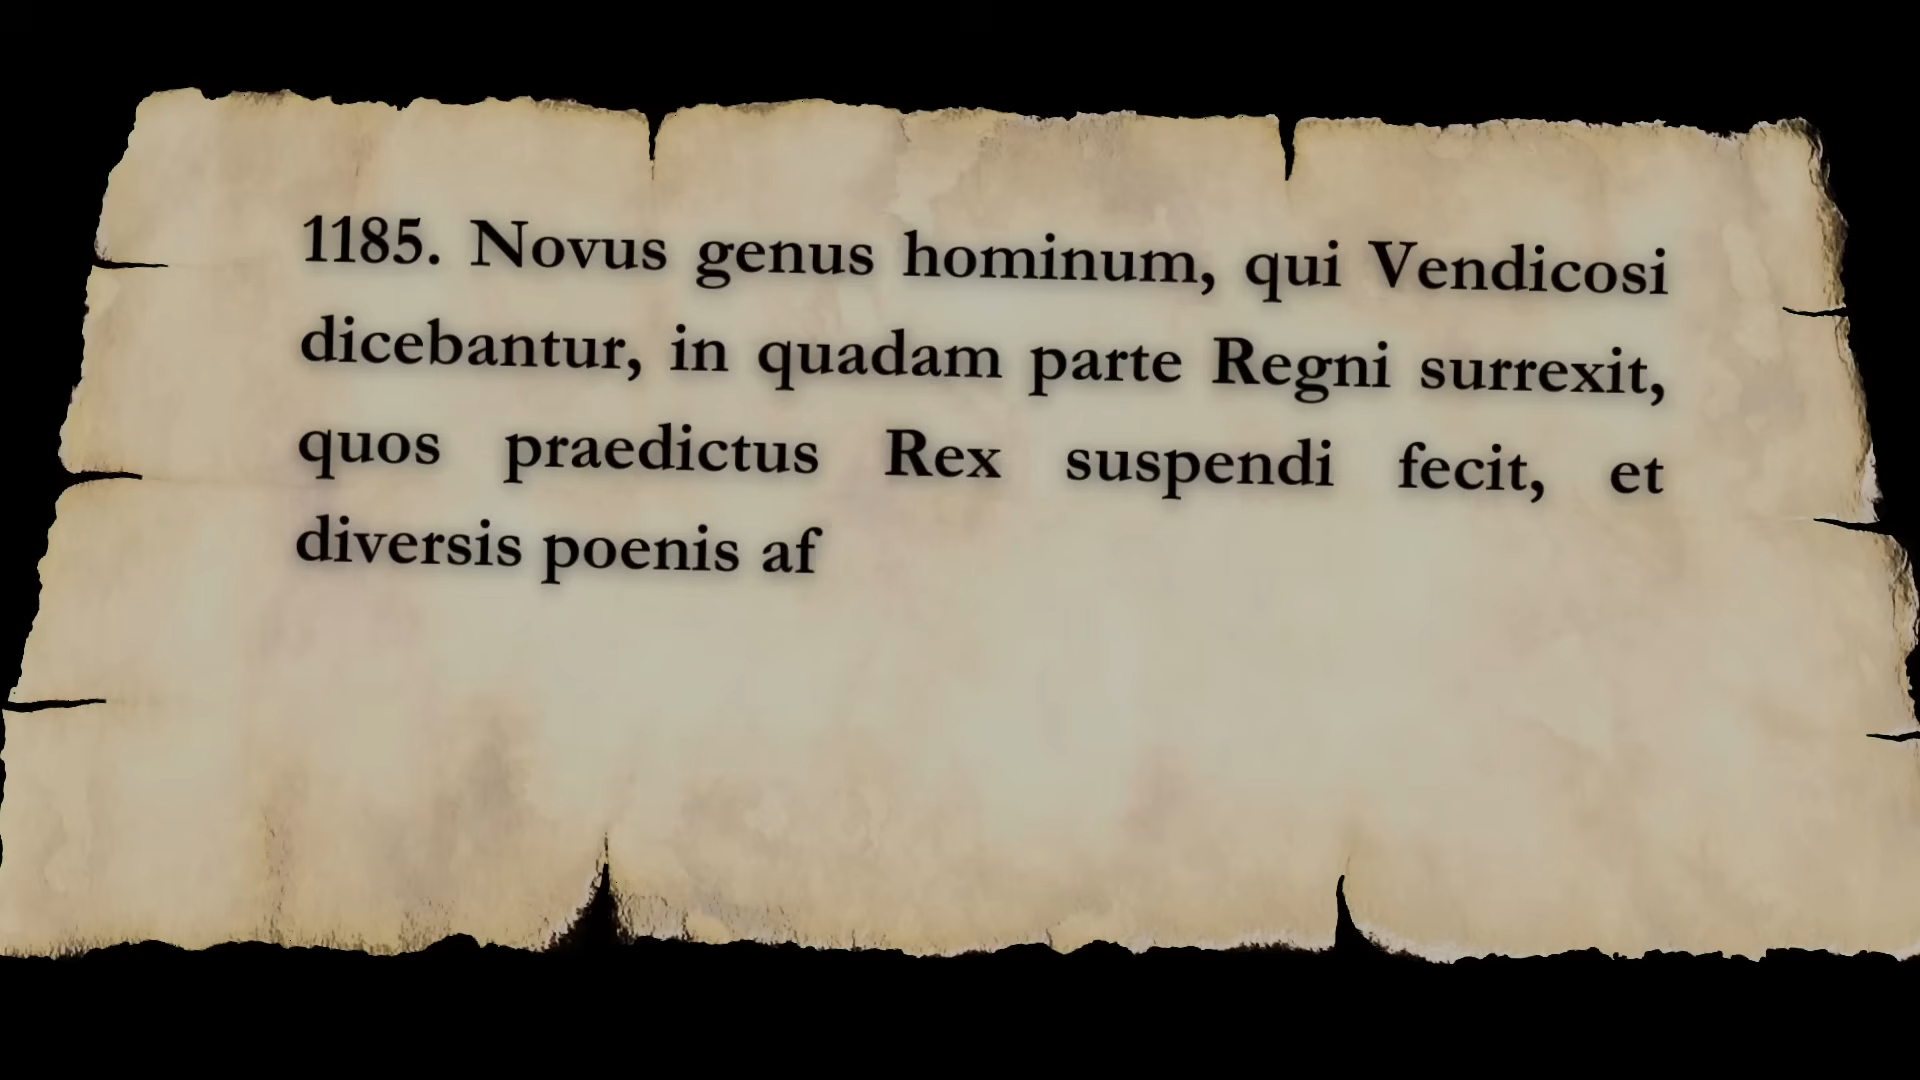 1185. Novus genus hominum, qui Vendicosi
dicebantur, in quadam parte Regni surrexit,
quos praedictus Rex suspendi fecit, et
diversis poenis af